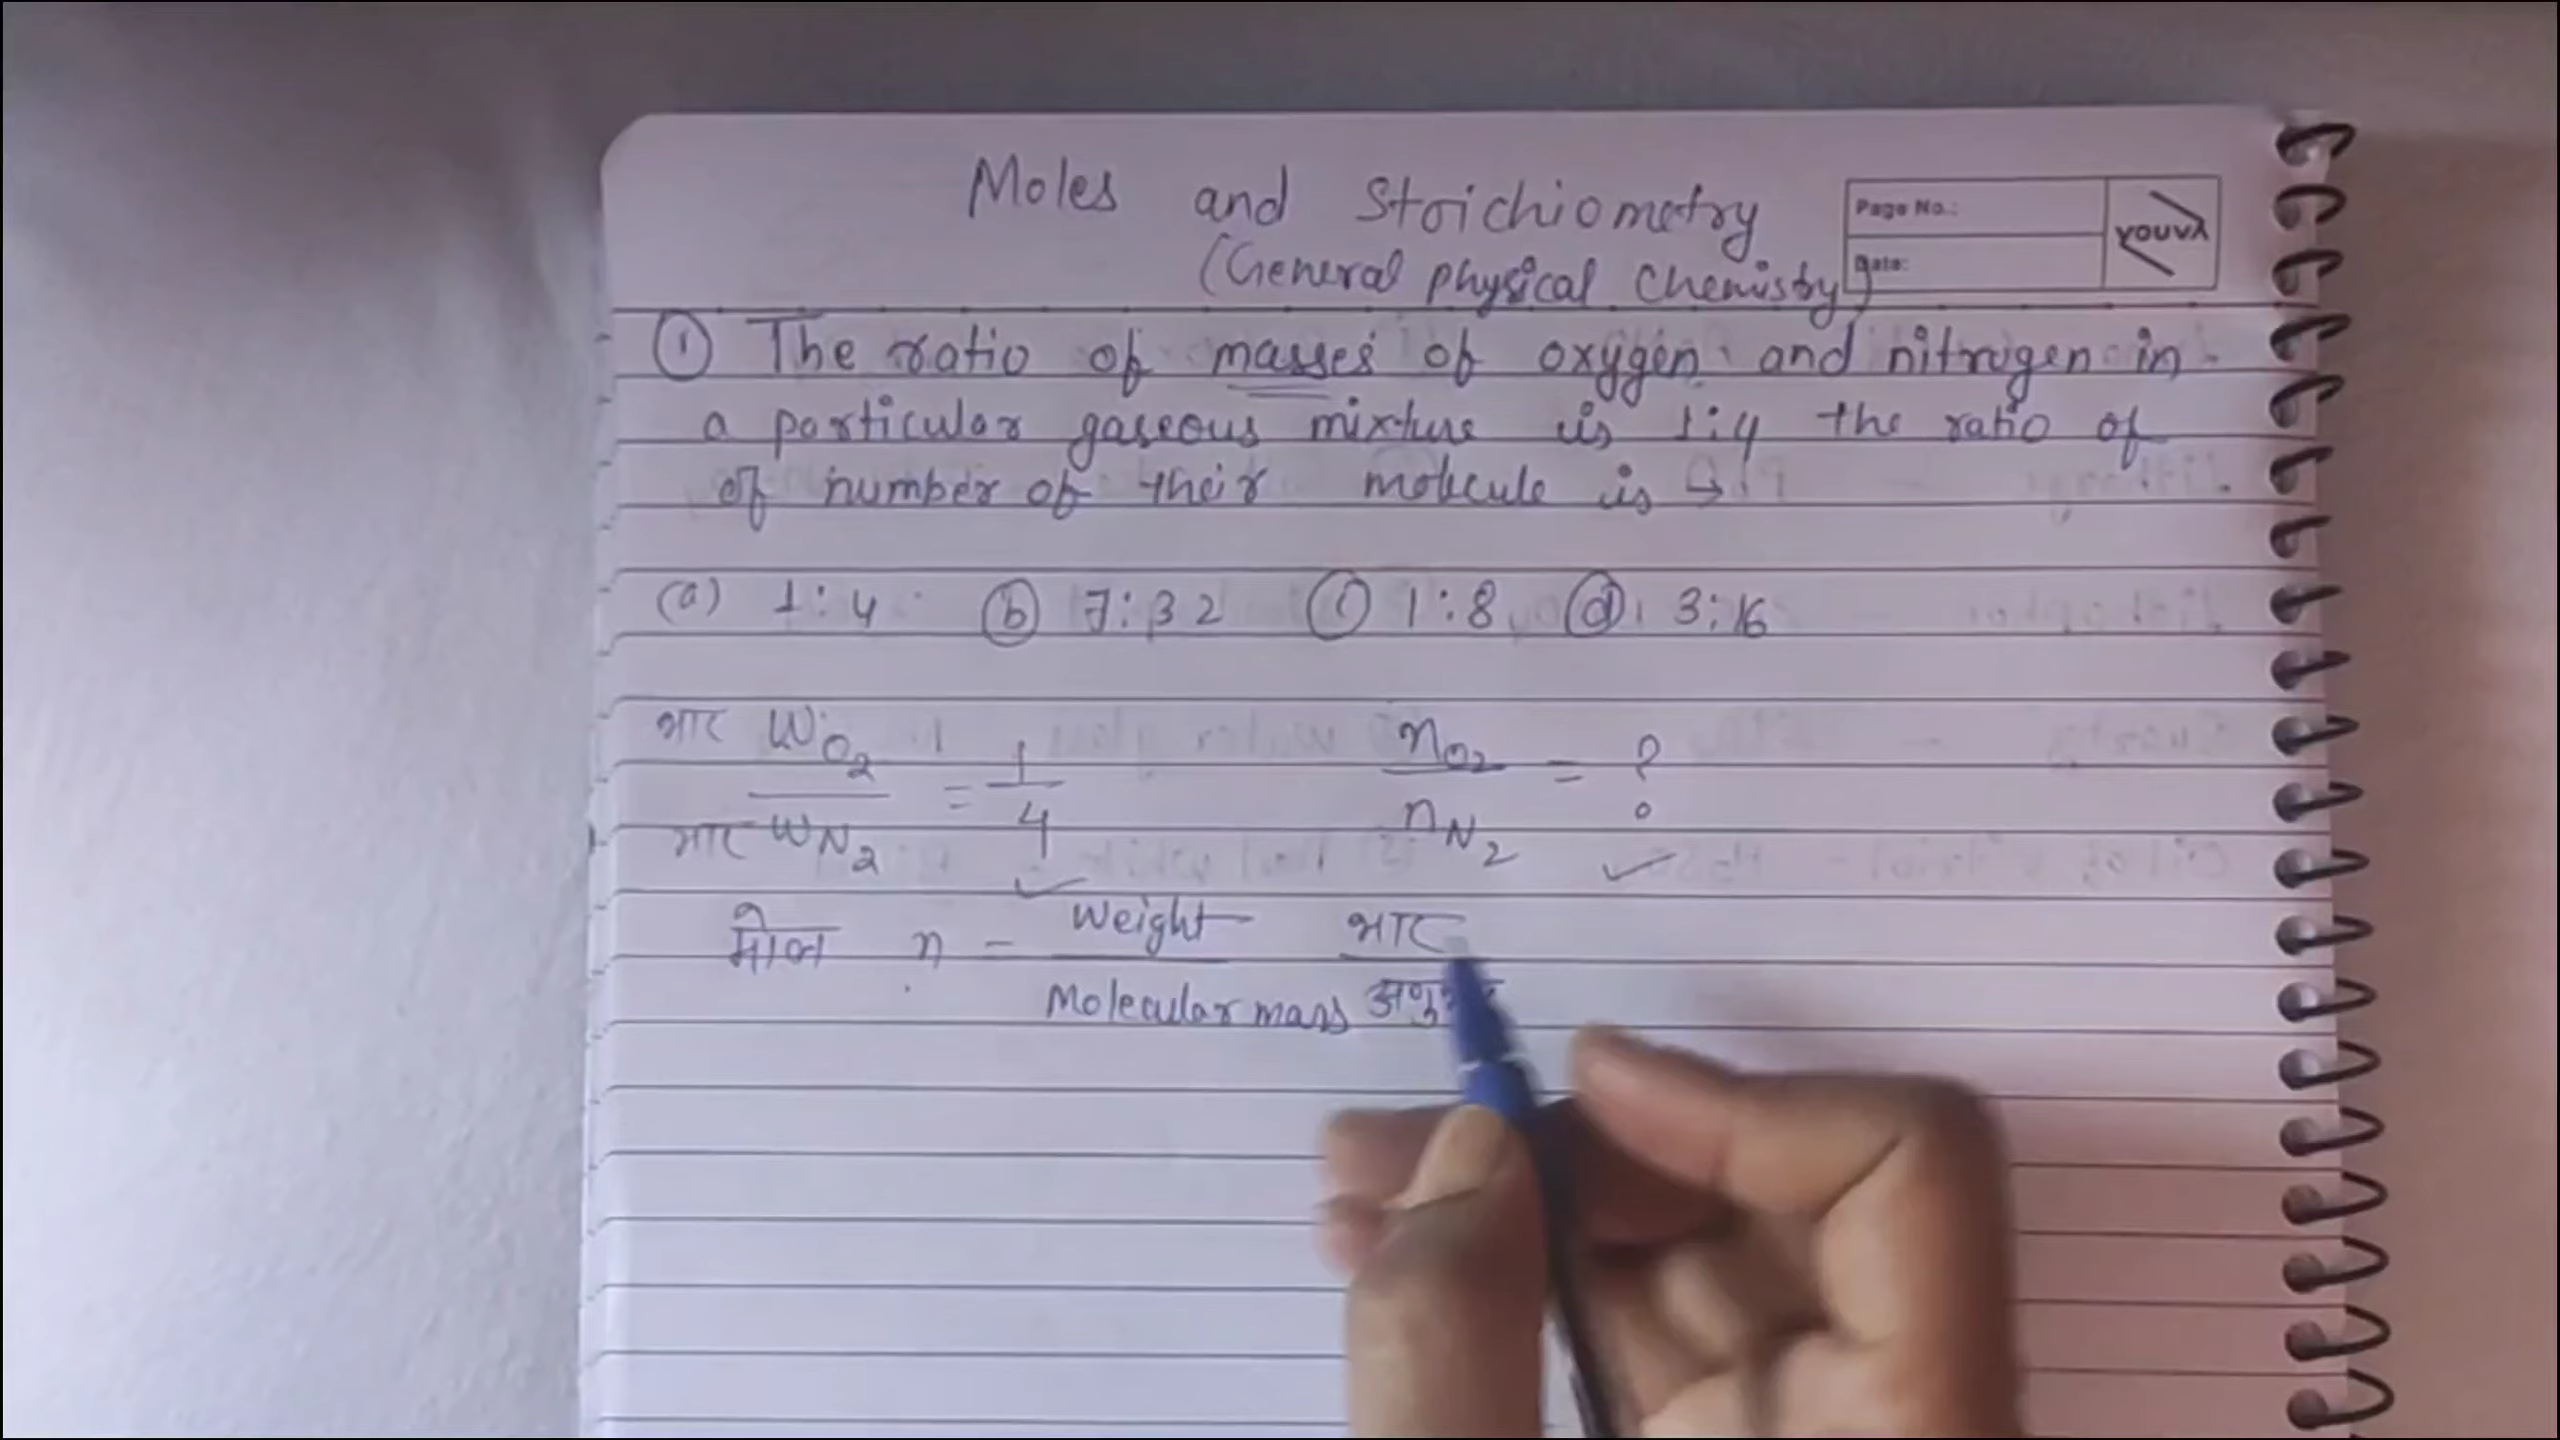 Moles and Stoichiometry
(General physical Chemistry)
Page No.:
Date:
YOUVA
① The ratio of masses of oxygen and nitrogen in
a particular gaseous mixture is 1:4 the ratio of
of number of their molecule is →
(a) 1:4 ⓑ 7:32 ⓒ 1:8 ⓓ 3:16
भार WO2 / भार WN2 = 1/4 nO2 / nN2 = ?
मोल n = Weight / Molecular mass भार